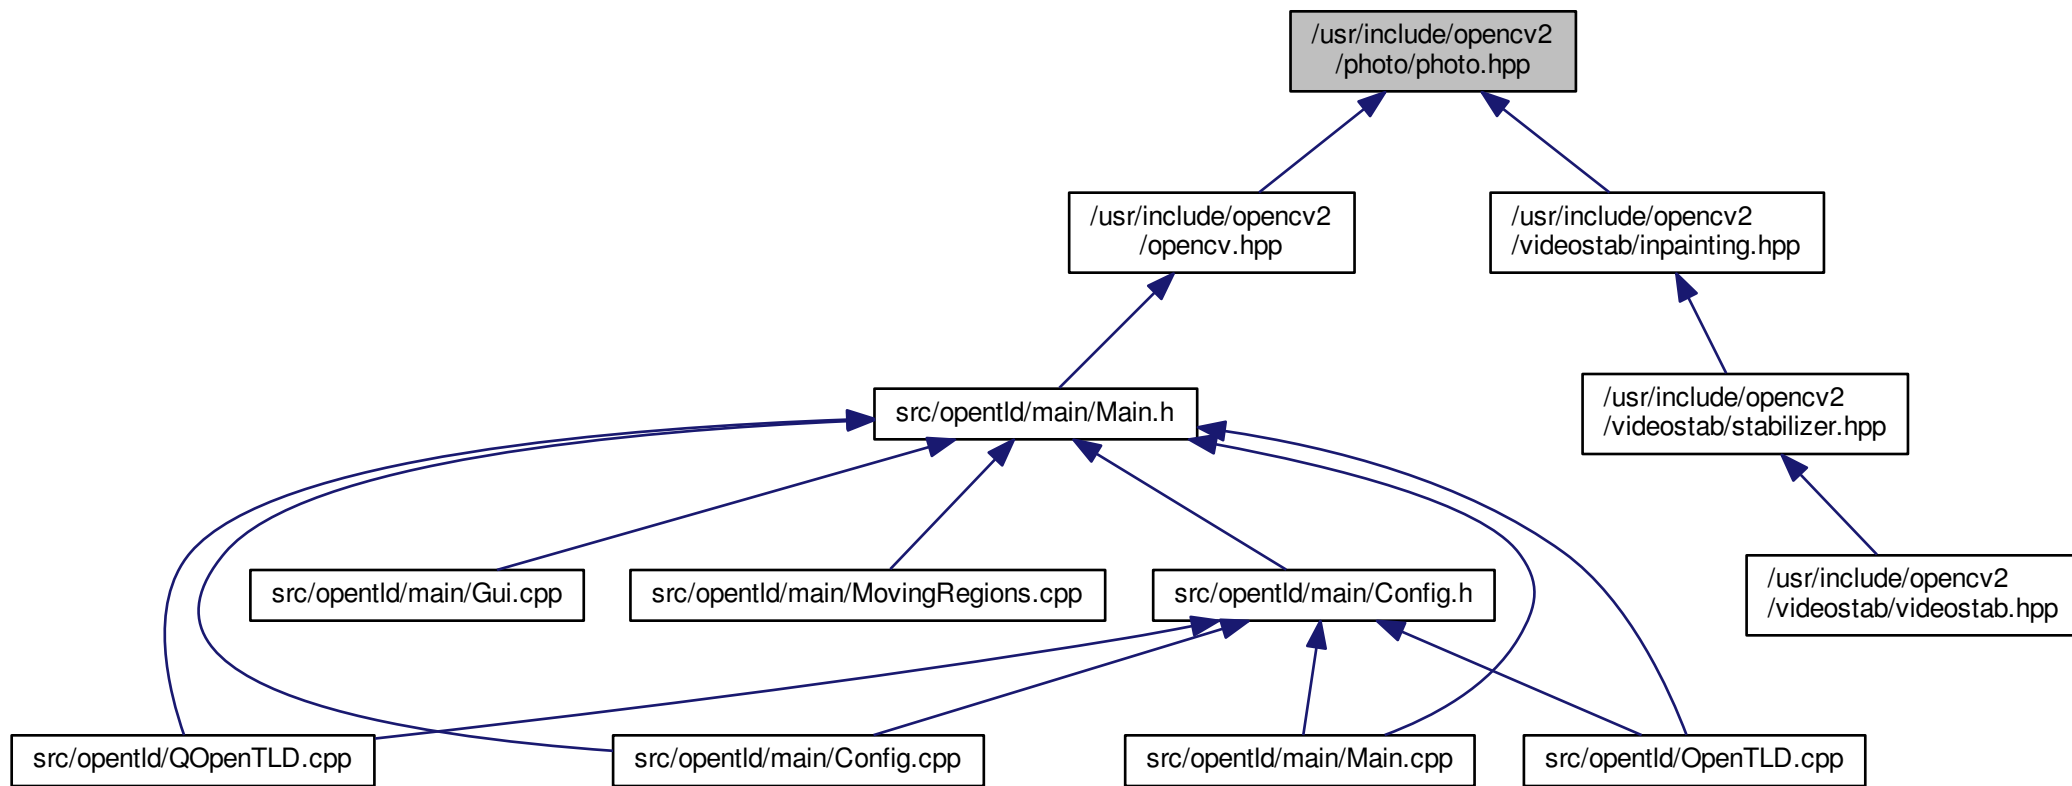 /usr/include/opencv2
/photo/photo.hpp
/usr/include/opencv2
/opencv.hpp
/usr/include/opencv2
/videostab/inpainting.hpp
src/opentld/main/Main.h
/usr/include/opencv2
/videostab/stabilizer.hpp
src/opentld/main/Gui.cpp
src/opentld/main/MovingRegions.cpp
src/opentld/main/Config.h
/usr/include/opencv2
/videostab/videostab.hpp
src/opentld/QOpenTLD.cpp
src/opentld/main/Config.cpp
src/opentld/main/Main.cpp
src/opentld/OpenTLD.cpp